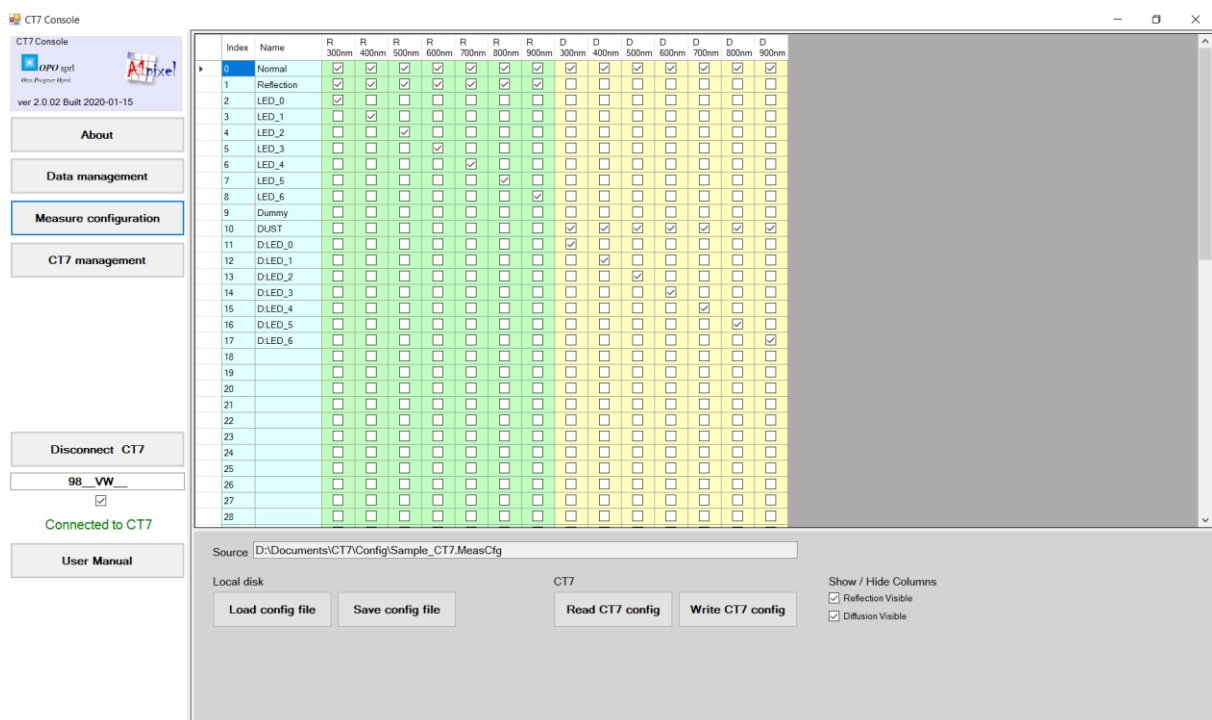 CT7 Console
CT7 Console
OPO sprl
A1pixel
ver 2.0.02 Built 2020-01-15
About
Data management
Measure configuration
CT7 management
Disconnect CT7
98__VW__
Connected to CT7
User Manual
Index Name R 300nm R 400nm R 500nm R 600nm R 700nm R 800nm R 900nm D 300nm D 400nm D 500nm D 600nm D 700nm D 800nm D 900nm
0 Normal
1 Reflection
2 LED_0
3 LED_1
4 LED_2
5 LED_3
6 LED_4
7 LED_5
8 LED_6
9 Dummy
10 DUST
11 D:LED_0
12 D:LED_1
13 D:LED_2
14 D:LED_3
15 D:LED_4
16 D:LED_5
17 D:LED_6
18
19
20
21
22
23
24
25
26
27
28
Source D:\Documents\CT7\Config\Sample_CT7.MeasCfg
Local disk
Load config file Save config file
CT7
Read CT7 config Write CT7 config
Show / Hide Columns
Reflection Visible
Diffusion Visible